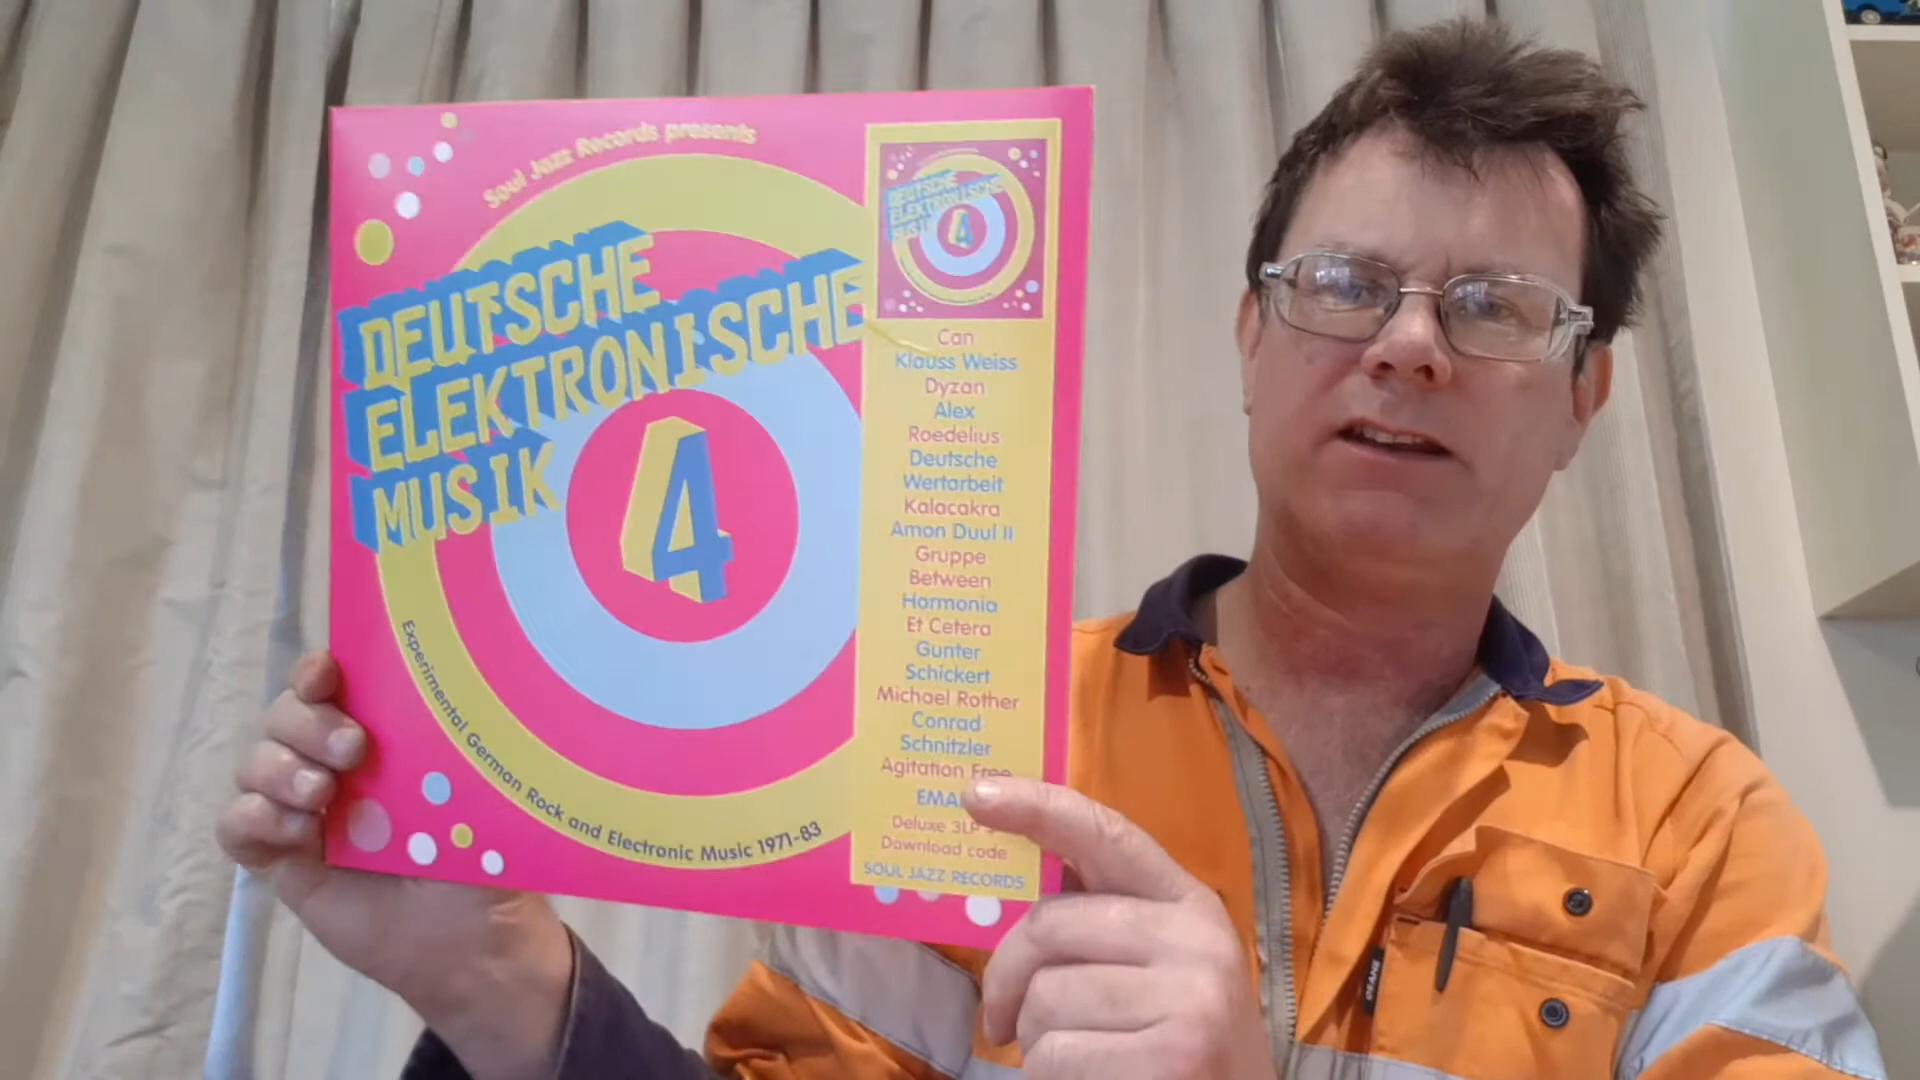 Soul Jazz Records presents
DEUTSCHE
ELEKTRONISCHE
MUSIK
4
Experimental German Rock and Electronic Music 1971-83
DEUTSCHE
ELEKTRONISCHE
MUSIK
4
Can
Klauss Weiss
Dyzan
Alex
Roedelius
Deutsche
Wertarbeit
Kalacakra
Amon Duul II
Gruppe
Between
Harmonia
Et Cetera
Gunter
Schickert
Michael Rother
Conrad
Schnitzler
Agitation Free
EMAK
Deluxe 3LP
Download code
SOUL JAZZ RECORDS
DEANE